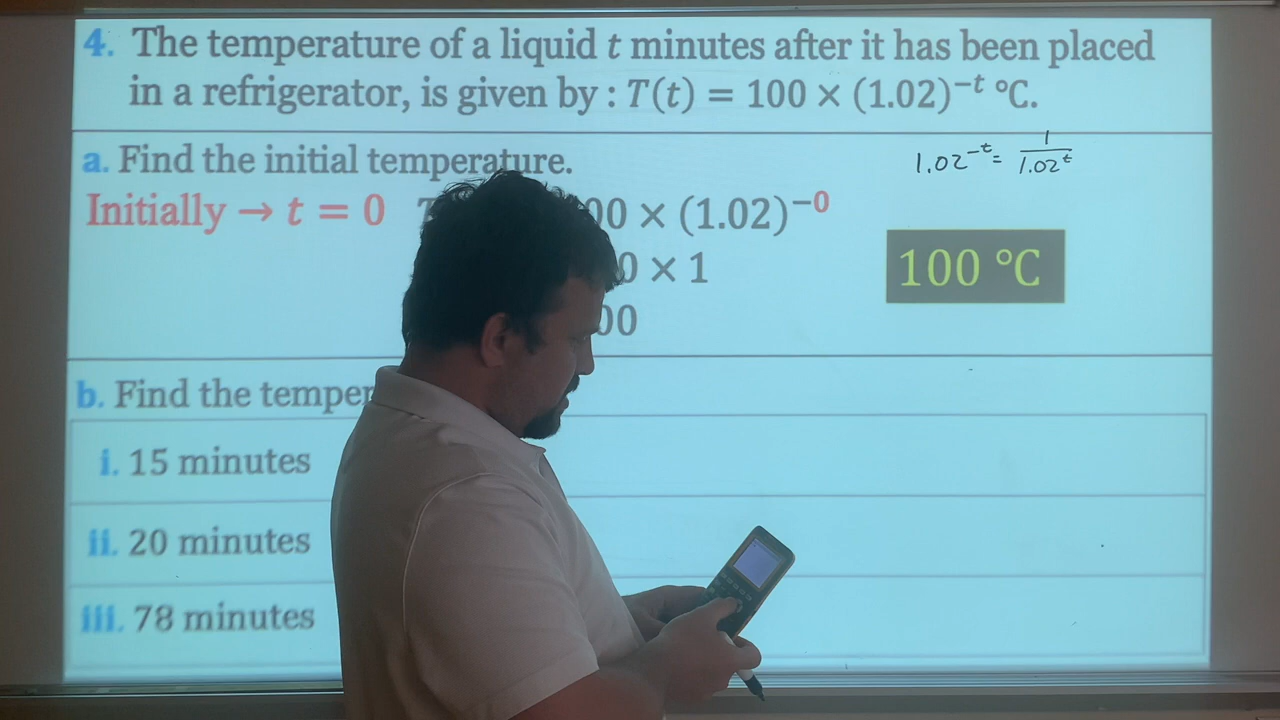 4. The temperature of a liquid t minutes after it has been placed
in a refrigerator, is given by : T(t) = 100 × (1.02)⁻ᵗ °C.
a. Find the initial temperature.
1.02⁻ᵗ = 1/1.02ᵗ
Initially → t = 0 00 × (1.02)⁻⁰
0 × 1
100 °C
00
b. Find the temper
i. 15 minutes
ii. 20 minutes
iii. 78 minutes